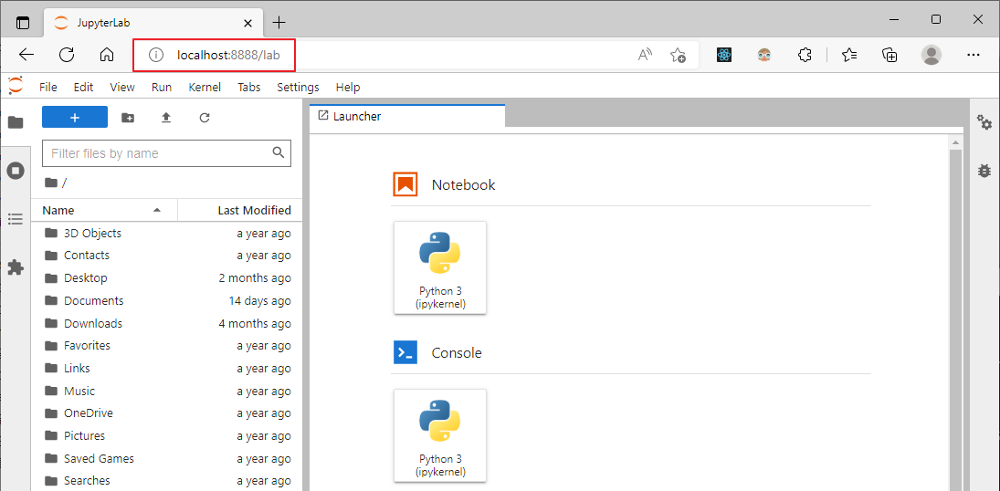 JupyterLab
localhost:8888/lab
File Edit View Run Kernel Tabs Settings Help
Launcher
Filter files by name
/
Name Last Modified
3D Objects a year ago
Contacts a year ago
Desktop 2 months ago
Documents 14 days ago
Downloads 4 months ago
Favorites a year ago
Links a year ago
Music a year ago
OneDrive a year ago
Pictures a year ago
Saved Games a year ago
Searches a year ago
Notebook
Python 3
(ipykernel)
Console
Python 3
(ipykernel)